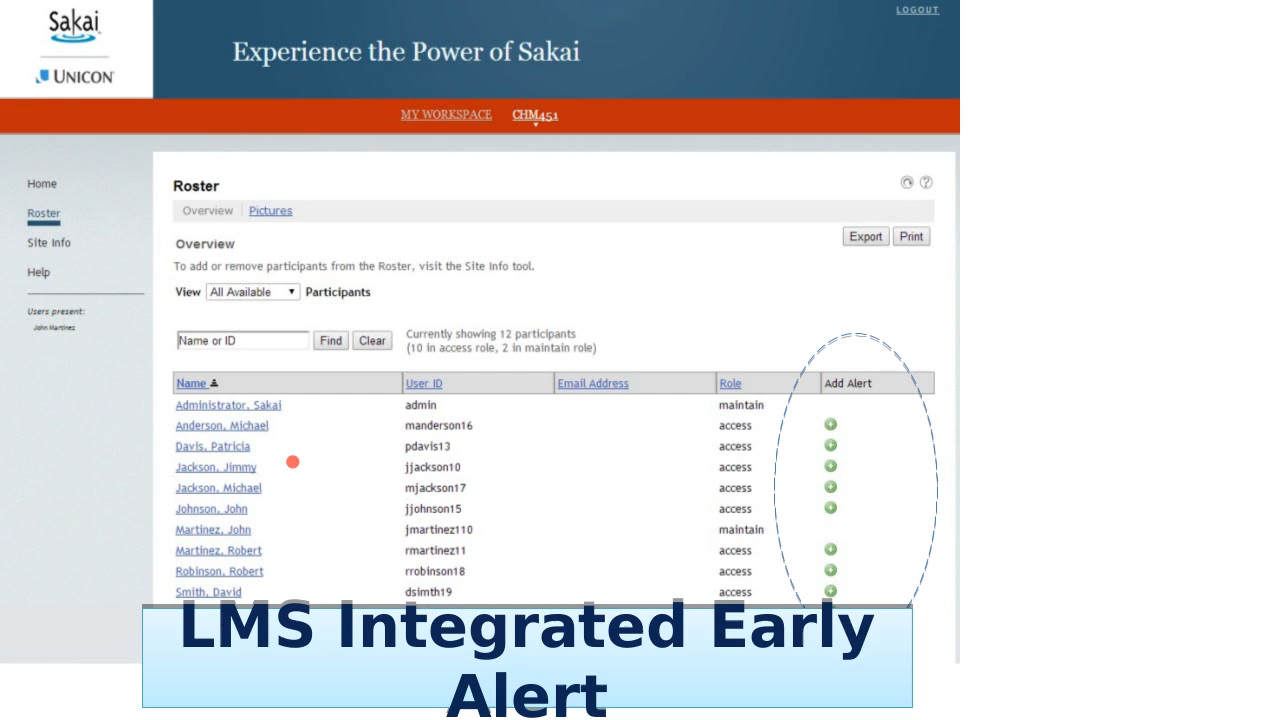 Sakai
UNICON
LOGOUT
Experience the Power of Sakai
MY WORKSPACE CHM451
Home
Roster
Site Info
Help
Users present:
John Martinez
Roster
Overview Pictures
Export Print
Overview
To add or remove participants from the Roster, visit the Site Info tool.
View All Available Participants
Name or ID Find Clear
Currently showing 12 participants
(10 in access role, 2 in maintain role)
Name User ID Email Address Role Add Alert
Administrator, Sakai admin maintain
Anderson, Michael manderson16 access
Davis, Patricia pdavis13 access
Jackson, Jimmy jjackson10 access
Jackson, Michael mjackson17 access
Johnson, John jjohnson15 access
Martinez, John jmartinez110 maintain
Martinez, Robert rmartinez11 access
Robinson, Robert rrobinson18 access
Smith, David dsimth19 access
LMS Integrated Early
Alert